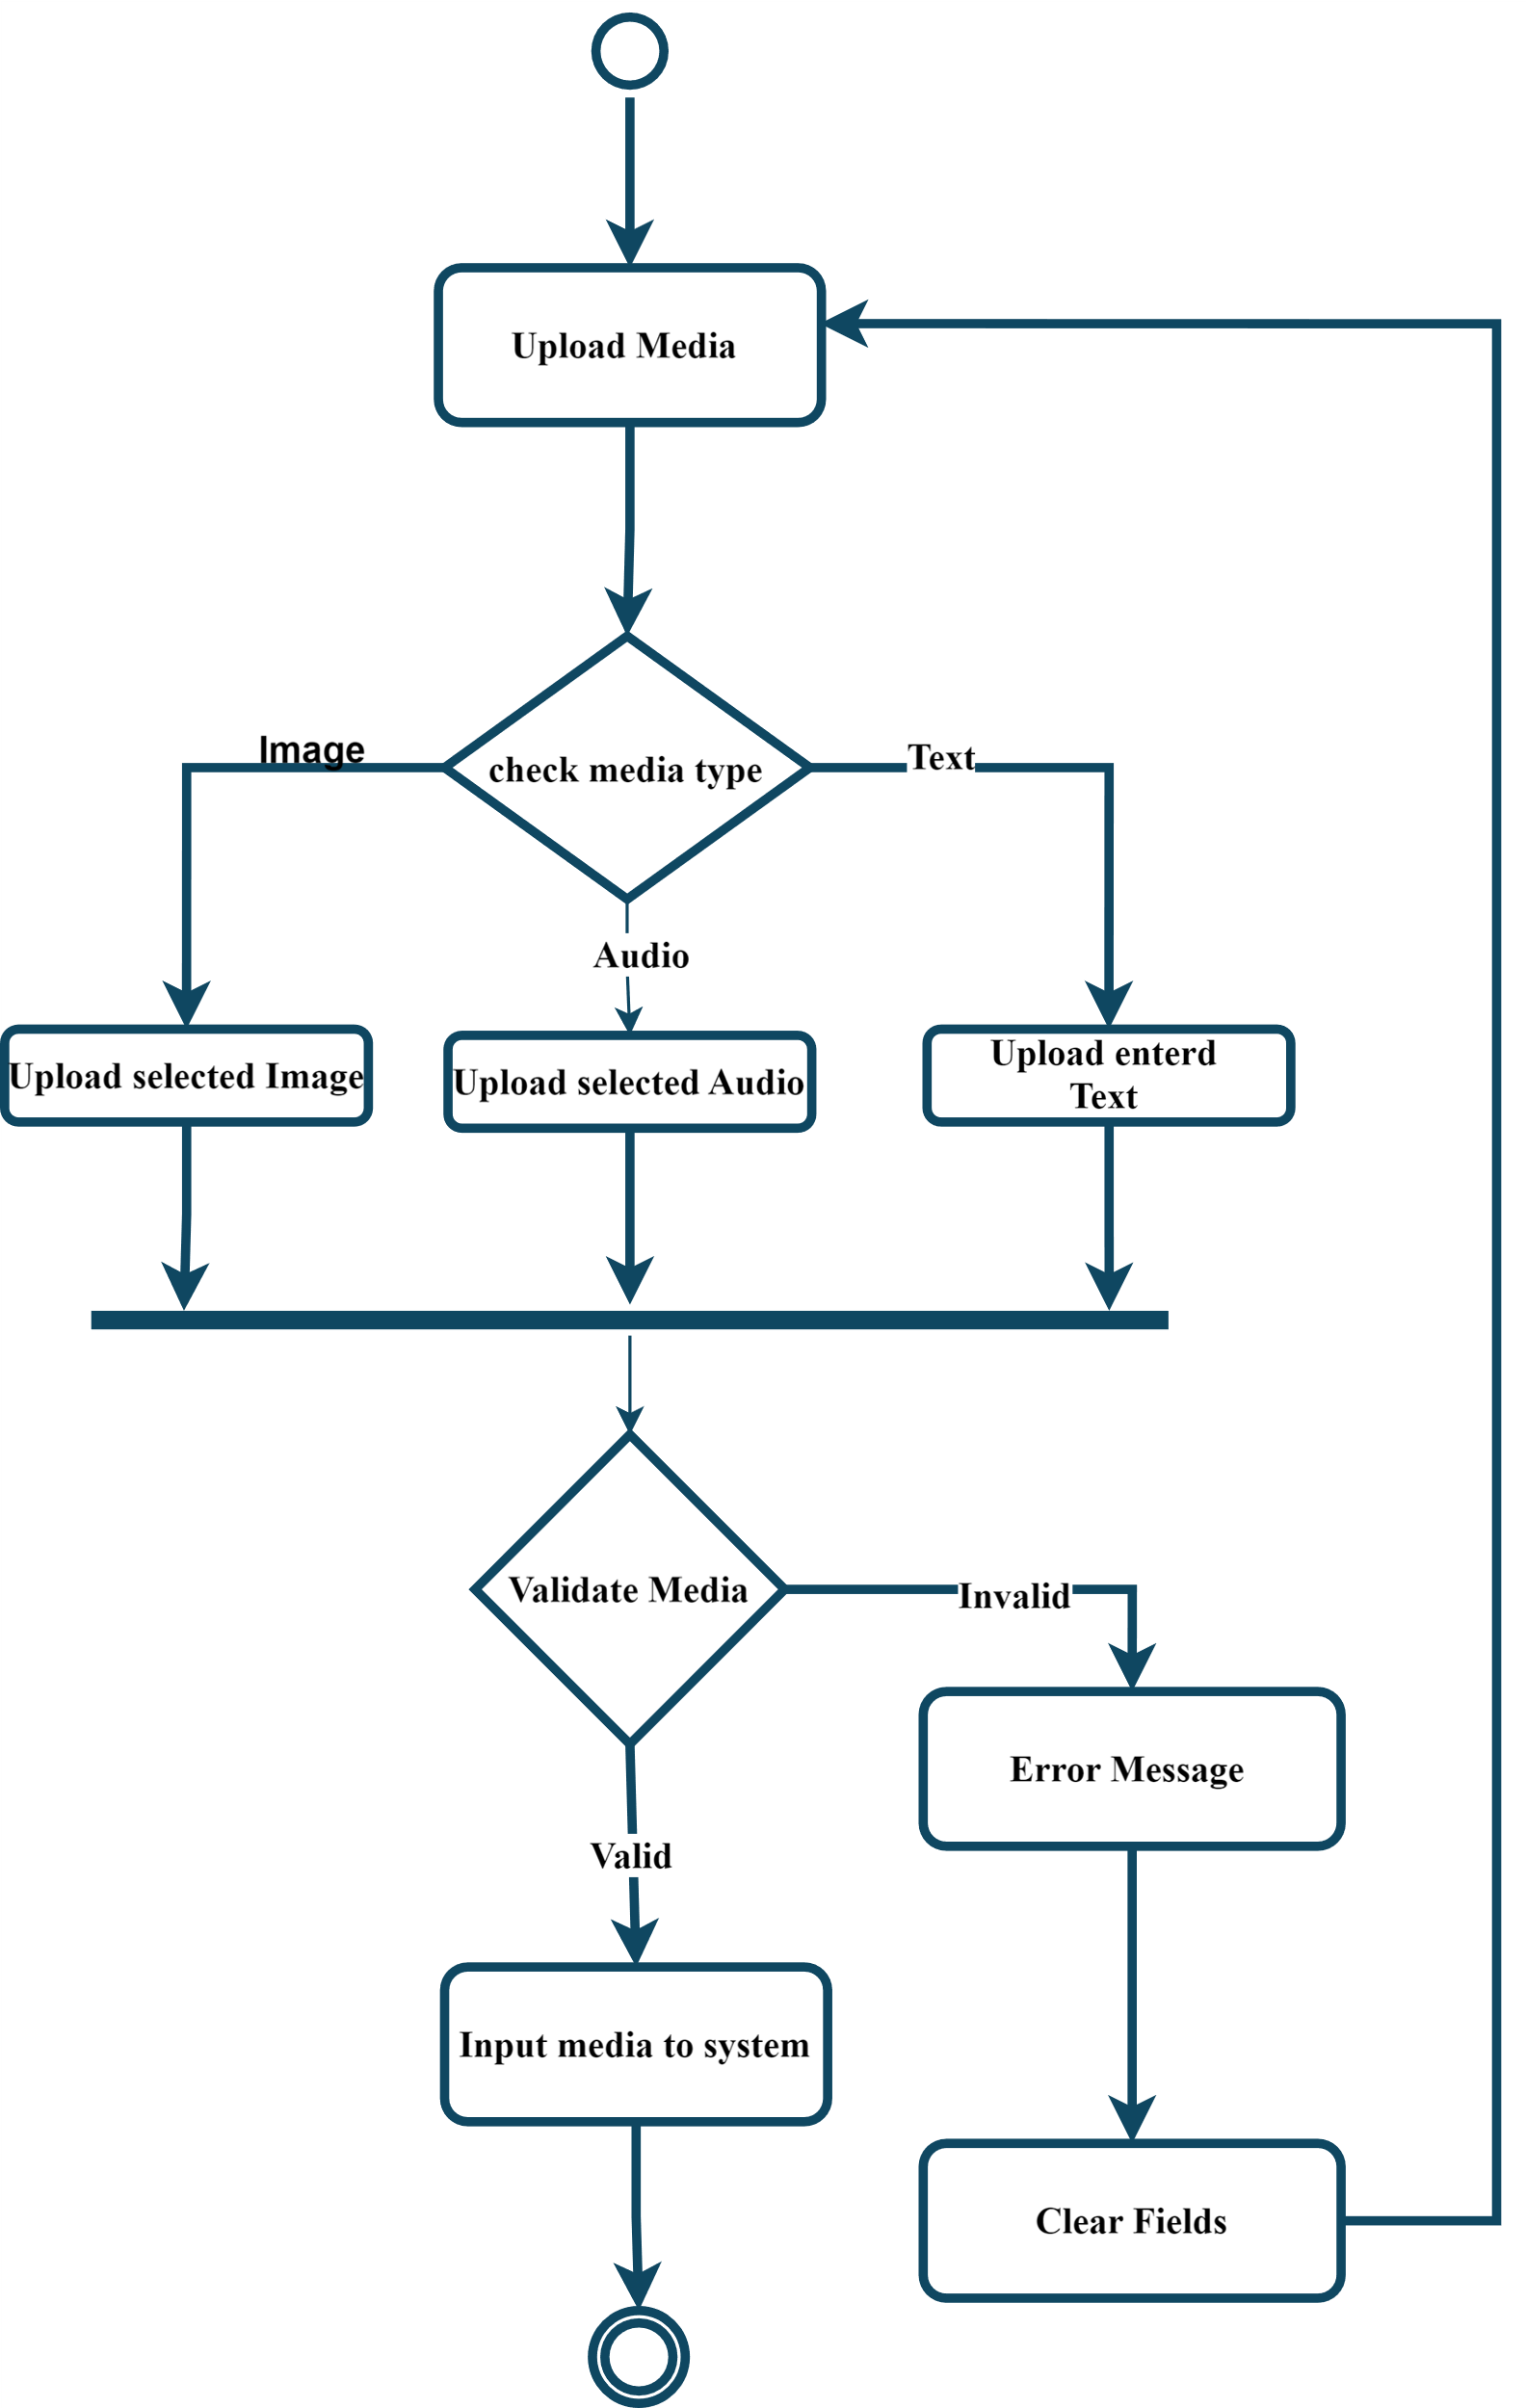 Upload Media
Image
check media type
Text
Audio
Upload selected Image
Upload selected Audio
Upload enterd
Text
Validate Media
Invalid
Error Message
Valid
Input media to system
Clear Fields